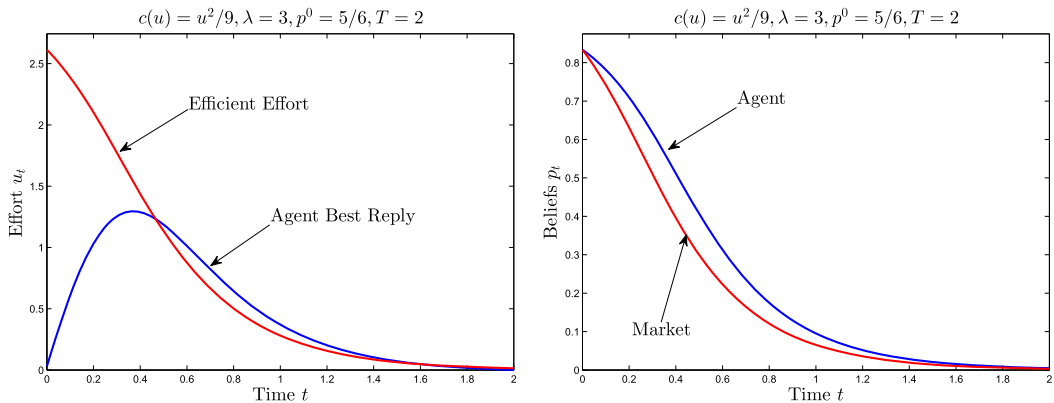 c(u) = u²/9, λ = 3, p⁰ = 5/6, T = 2
2.5
2
1.5
1
0.5
0
Effort uₜ
Efficient Effort
Agent Best Reply
0 0.2 0.4 0.6 0.8 1 1.2 1.4 1.6 1.8 2
Time t
c(u) = u²/9, λ = 3, p⁰ = 5/6, T = 2
0.8
0.7
0.6
0.5
0.4
0.3
0.2
0.1
0
Beliefs pₜ
Agent
Market
0 0.2 0.4 0.6 0.8 1 1.2 1.4 1.6 1.8 2
Time t